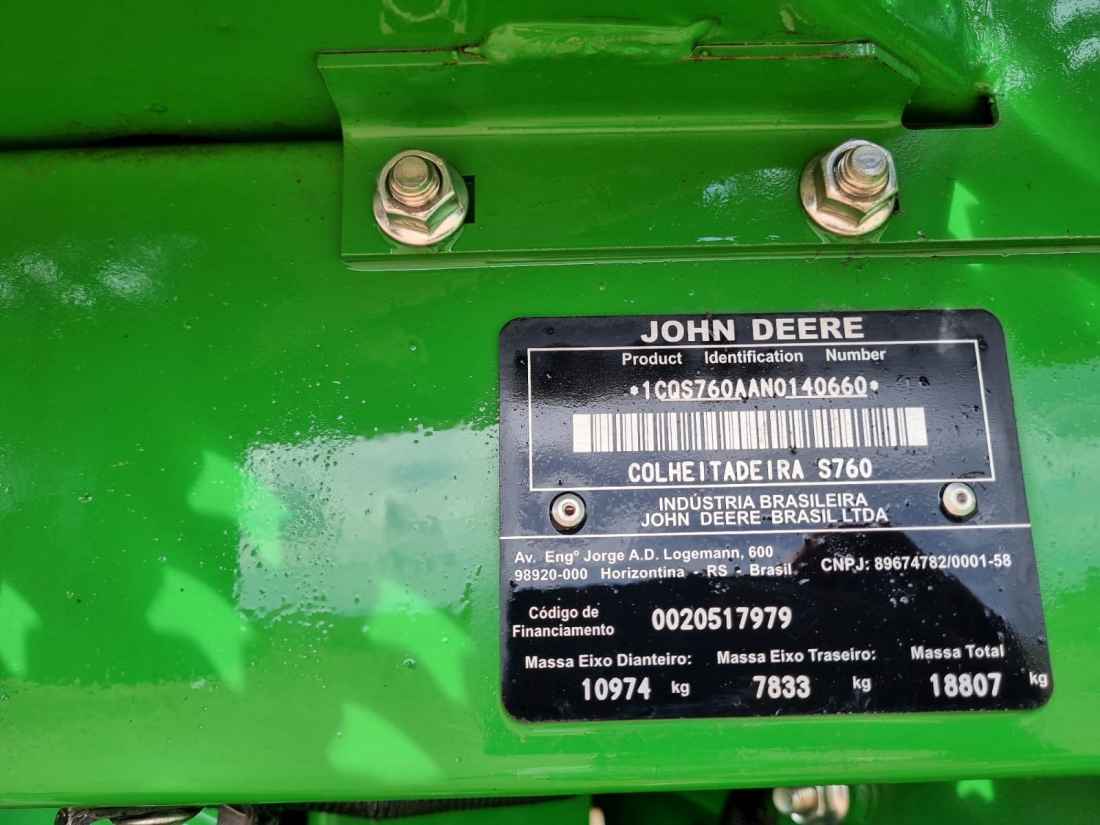 JOHN DEERE
Product Identification Number
*1CQS760AAN0140660*
COLHEITADEIRA S760
INDÚSTRIA BRASILEIRA
JOHN DEERE-BRASIL LTDA
Av. Engº Jorge A.D. Logemann, 600
98920-000 Horizontina - RS - Brasil CNPJ: 89674782/0001-58
Código de Financiamento 0020517979
Massa Eixo Dianteiro: Massa Eixo Traseiro: Massa Total
10974 kg 7833 kg 18807 kg